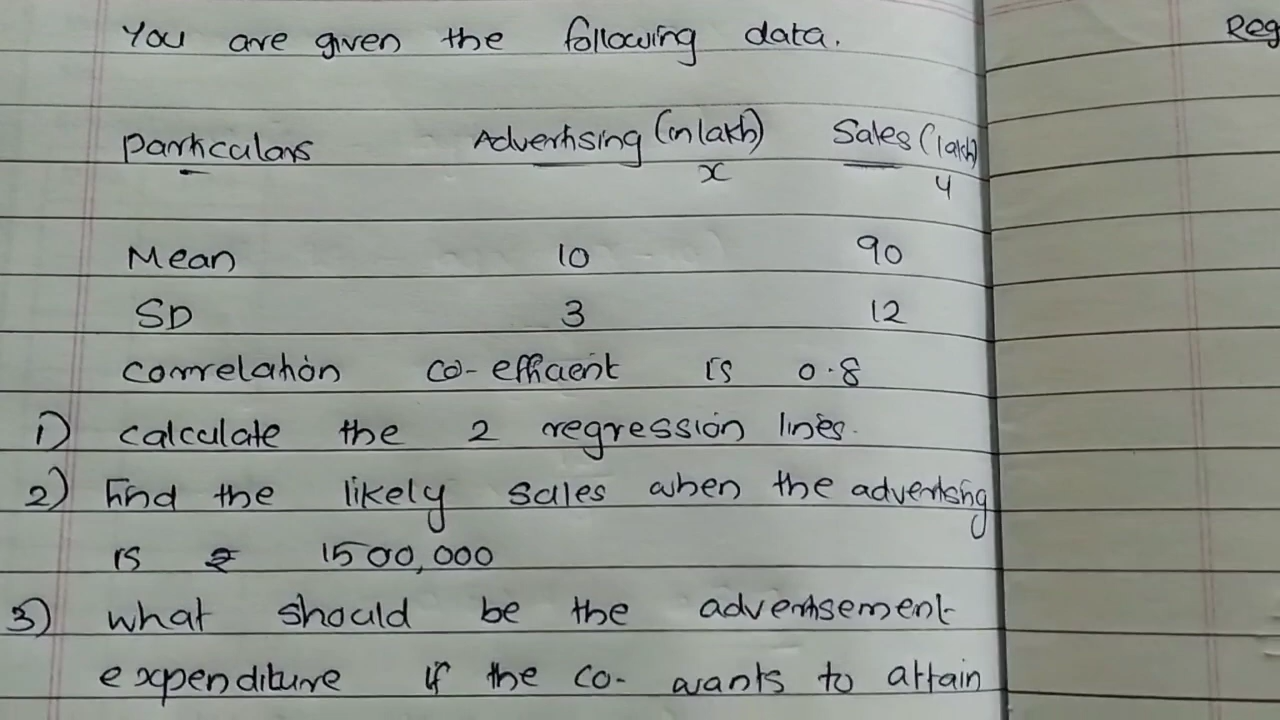 You are given the following data.
Reg
Particulars Advertising (in lakh) Sales (lakh)
x y
Mean 10 90
SD 3 12
Correlation co-efficient is 0.8
1) calculate the 2 regression lines.
2) Find the likely sales when the advertising
is ₹ 1500,000
3) what should be the advertisement
expenditure if the co. wants to attain